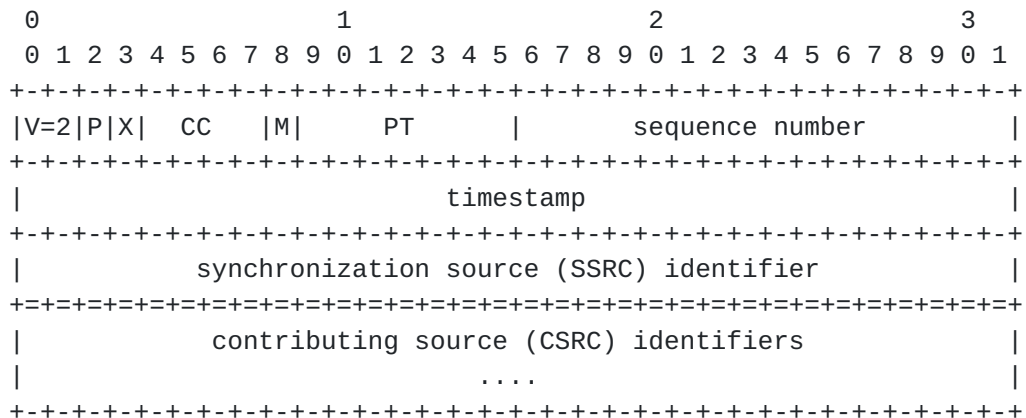 0                   1                   2                   3
 0 1 2 3 4 5 6 7 8 9 0 1 2 3 4 5 6 7 8 9 0 1 2 3 4 5 6 7 8 9 0 1
+-+-+-+-+-+-+-+-+-+-+-+-+-+-+-+-+-+-+-+-+-+-+-+-+-+-+-+-+-+-+-+-+
|V=2|P|X|  CC   |M|     PT      |       sequence number         |
+-+-+-+-+-+-+-+-+-+-+-+-+-+-+-+-+-+-+-+-+-+-+-+-+-+-+-+-+-+-+-+-+
|                           timestamp                           |
+-+-+-+-+-+-+-+-+-+-+-+-+-+-+-+-+-+-+-+-+-+-+-+-+-+-+-+-+-+-+-+-+
|           synchronization source (SSRC) identifier            |
+=+=+=+=+=+=+=+=+=+=+=+=+=+=+=+=+=+=+=+=+=+=+=+=+=+=+=+=+=+=+=+=+
|            contributing source (CSRC) identifiers             |
|                             ....                              |
+-+-+-+-+-+-+-+-+-+-+-+-+-+-+-+-+-+-+-+-+-+-+-+-+-+-+-+-+-+-+-+-+